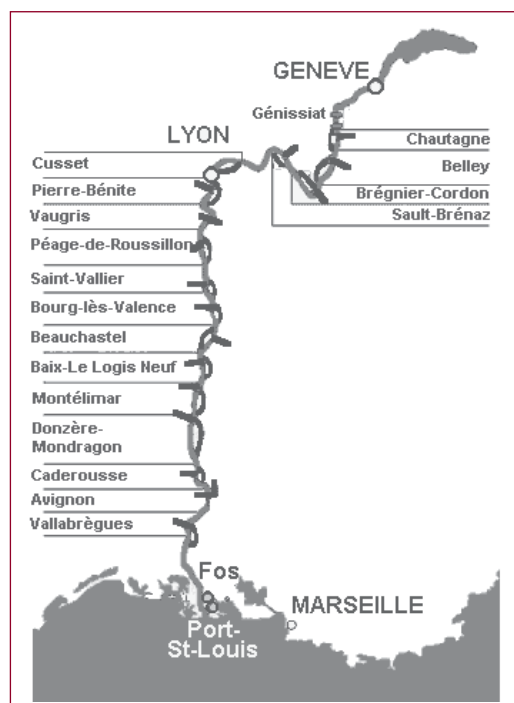 GENEVE
Génissiat
LYON
Chautagne
Cusset
Belley
Pierre-Bénite
Brégnier-Cordon
Vaugris
Sault-Brénaz
Péage-de-Roussillon
Saint-Vallier
Bourg-lès-Valence
Beauchastel
Baix-Le Logis Neuf
Montélimar
Donzère-
Mondragon
Caderousse
Avignon
Vallabrègues
Fos
MARSEILLE
Port-
St-Louis